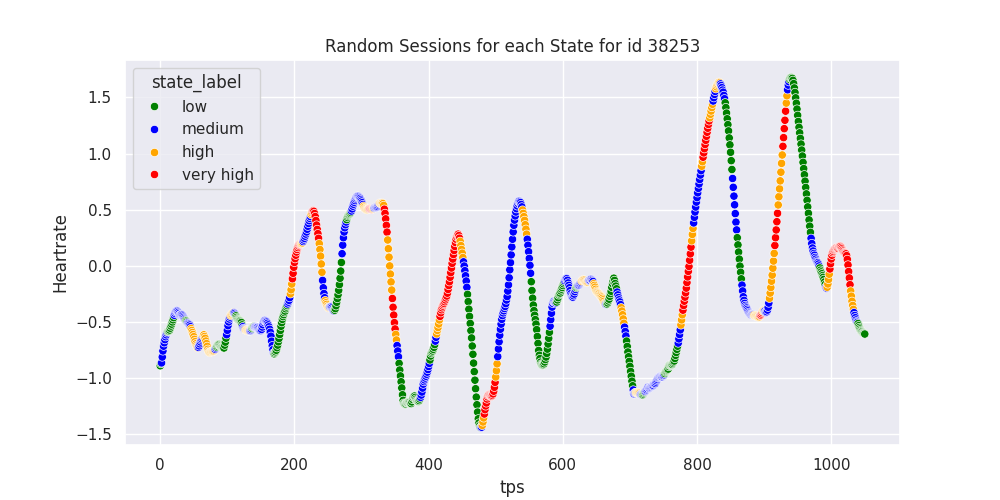 Random Sessions for each State for id 38253
state_label
low
medium
high
very high
Heartrate
1.5
1.0
0.5
0.0
−0.5
−1.0
−1.5
0 200 400 600 800 1000
tps